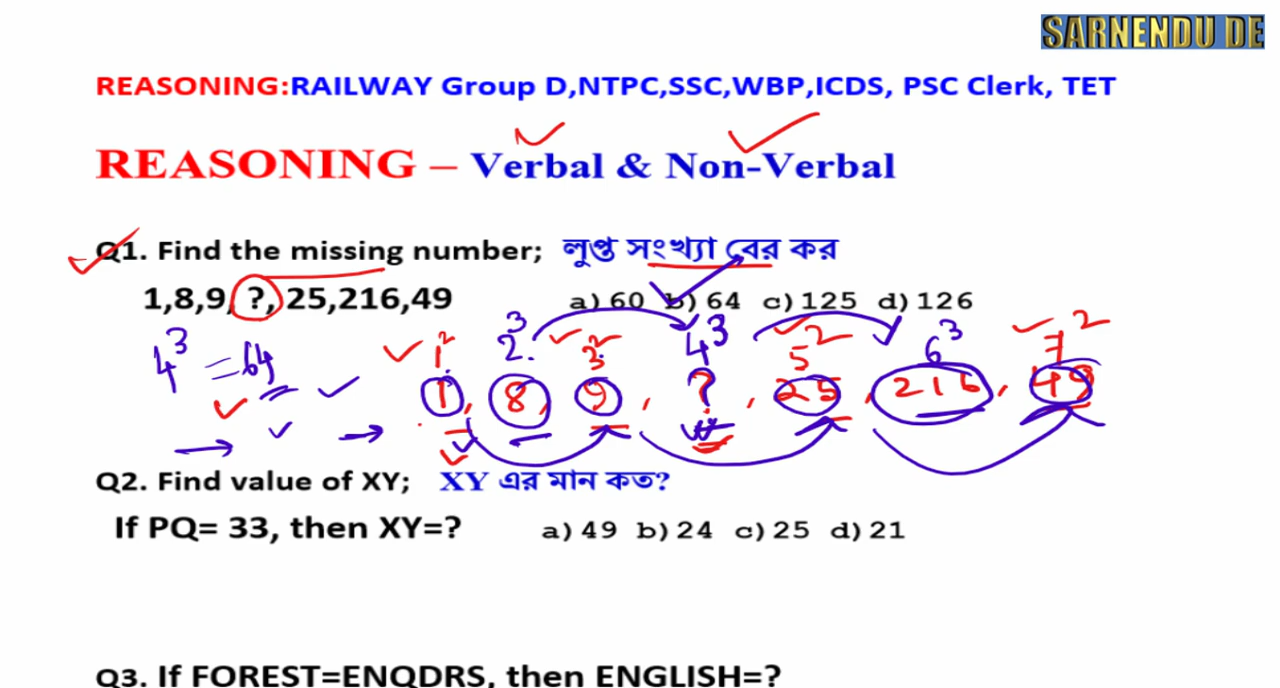 SARNENDU DE
REASONING:RAILWAY Group D,NTPC,SSC,WBP,ICDS, PSC Clerk, TET
REASONING – Verbal & Non-Verbal
Q1. Find the missing number; লুপ্ত সংখ্যা বের কর
1,8,9, ?, 25,216,49 a) 60 b) 64 c) 125 d) 126
4³ = 64
1² 2³ 3² 4³ 5² 6³ 7²
1, 8, 9, ?, 25, 216, 49
Q2. Find value of XY; XY এর মান কত?
If PQ= 33, then XY=? a) 49 b) 24 c) 25 d) 21
Q3. If FOREST=ENQDRS, then ENGLISH=?